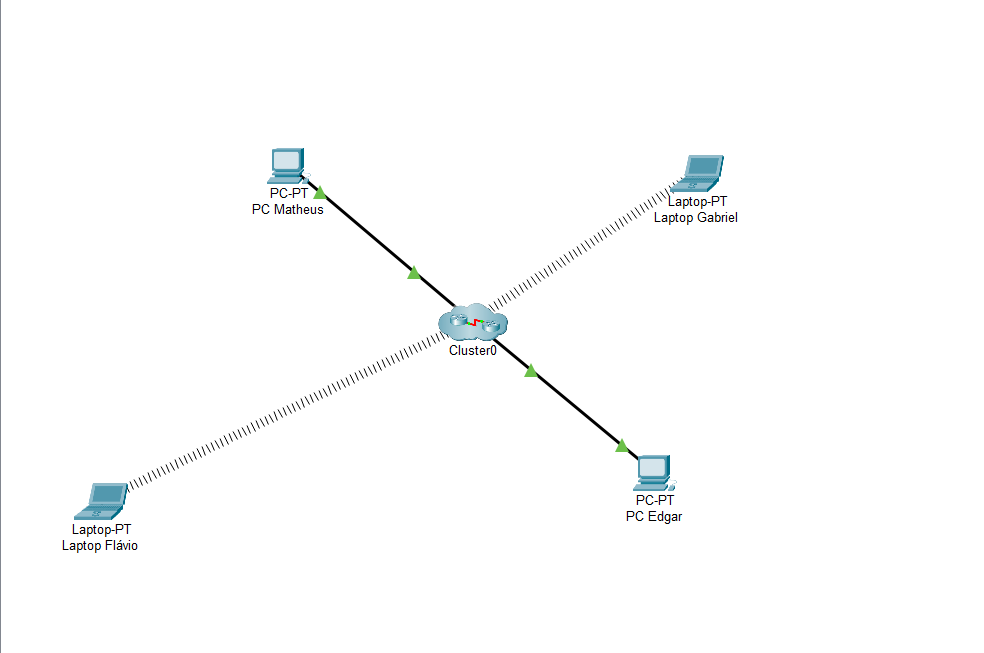 PC-PT
PC Matheus
Laptop-PT
Laptop Gabriel
Cluster0
PC-PT
PC Edgar
Laptop-PT
Laptop Flávio